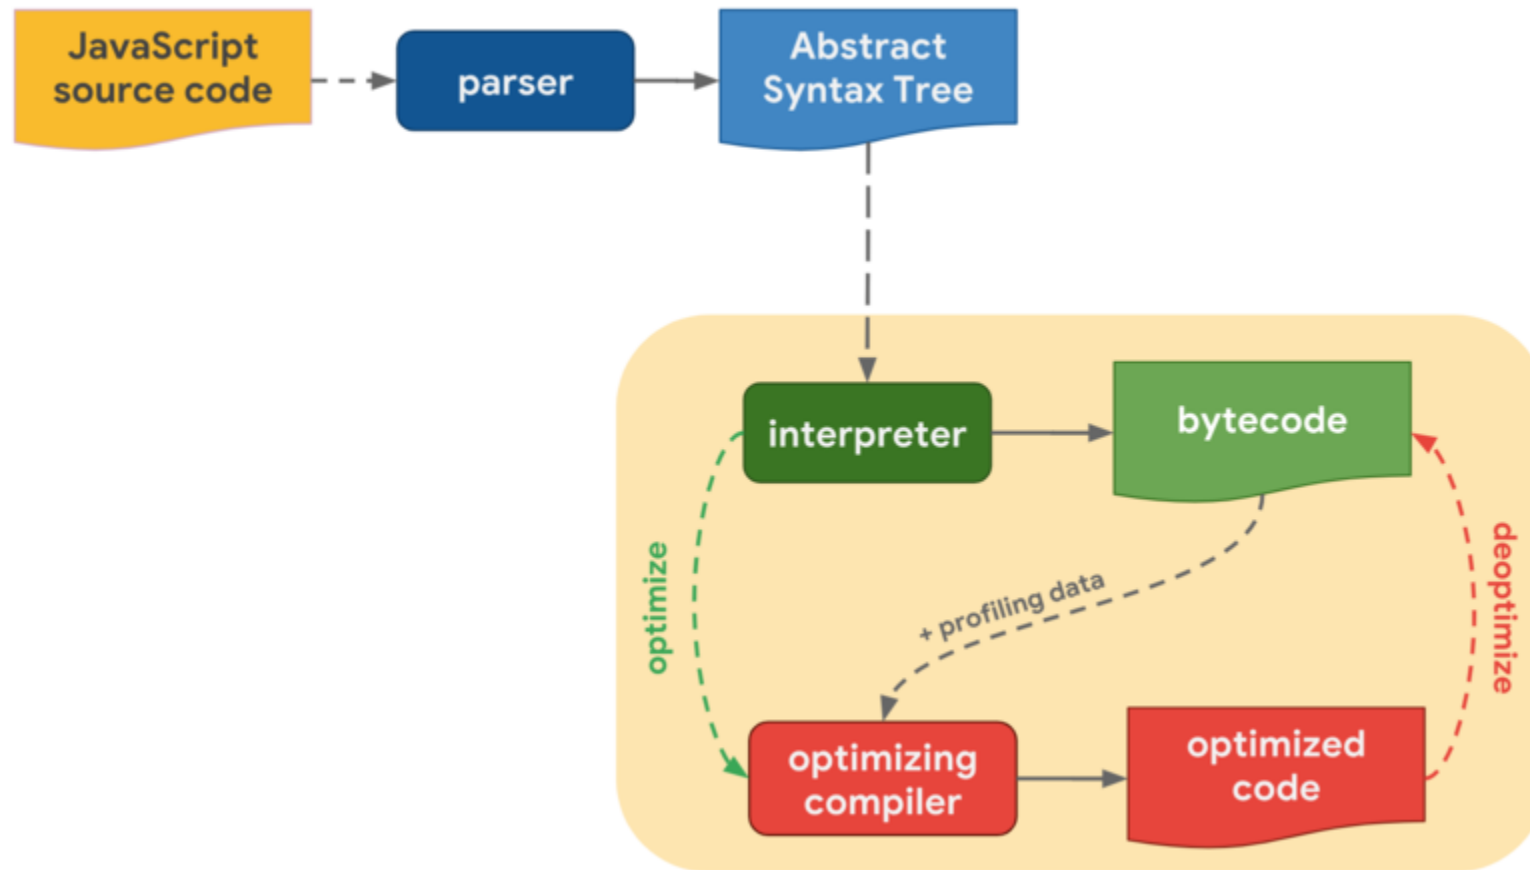 JavaScript
source code
parser
Abstract
Syntax Tree
interpreter
bytecode
optimize
+ profiling data
deoptimize
optimizing
compiler
optimized
code